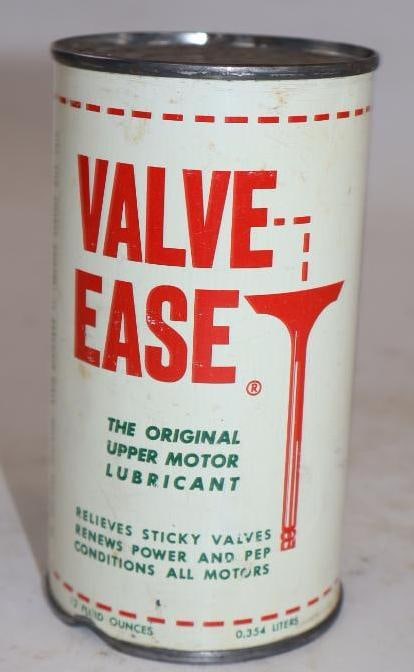 VALVE
EASE ®
THE ORIGINAL
UPPER MOTOR
LUBRICANT
RELIEVES STICKY VALVES
RENEWS POWER AND PEP
CONDITIONS ALL MOTORS
12 FLUID OUNCES 0.354 LITERS